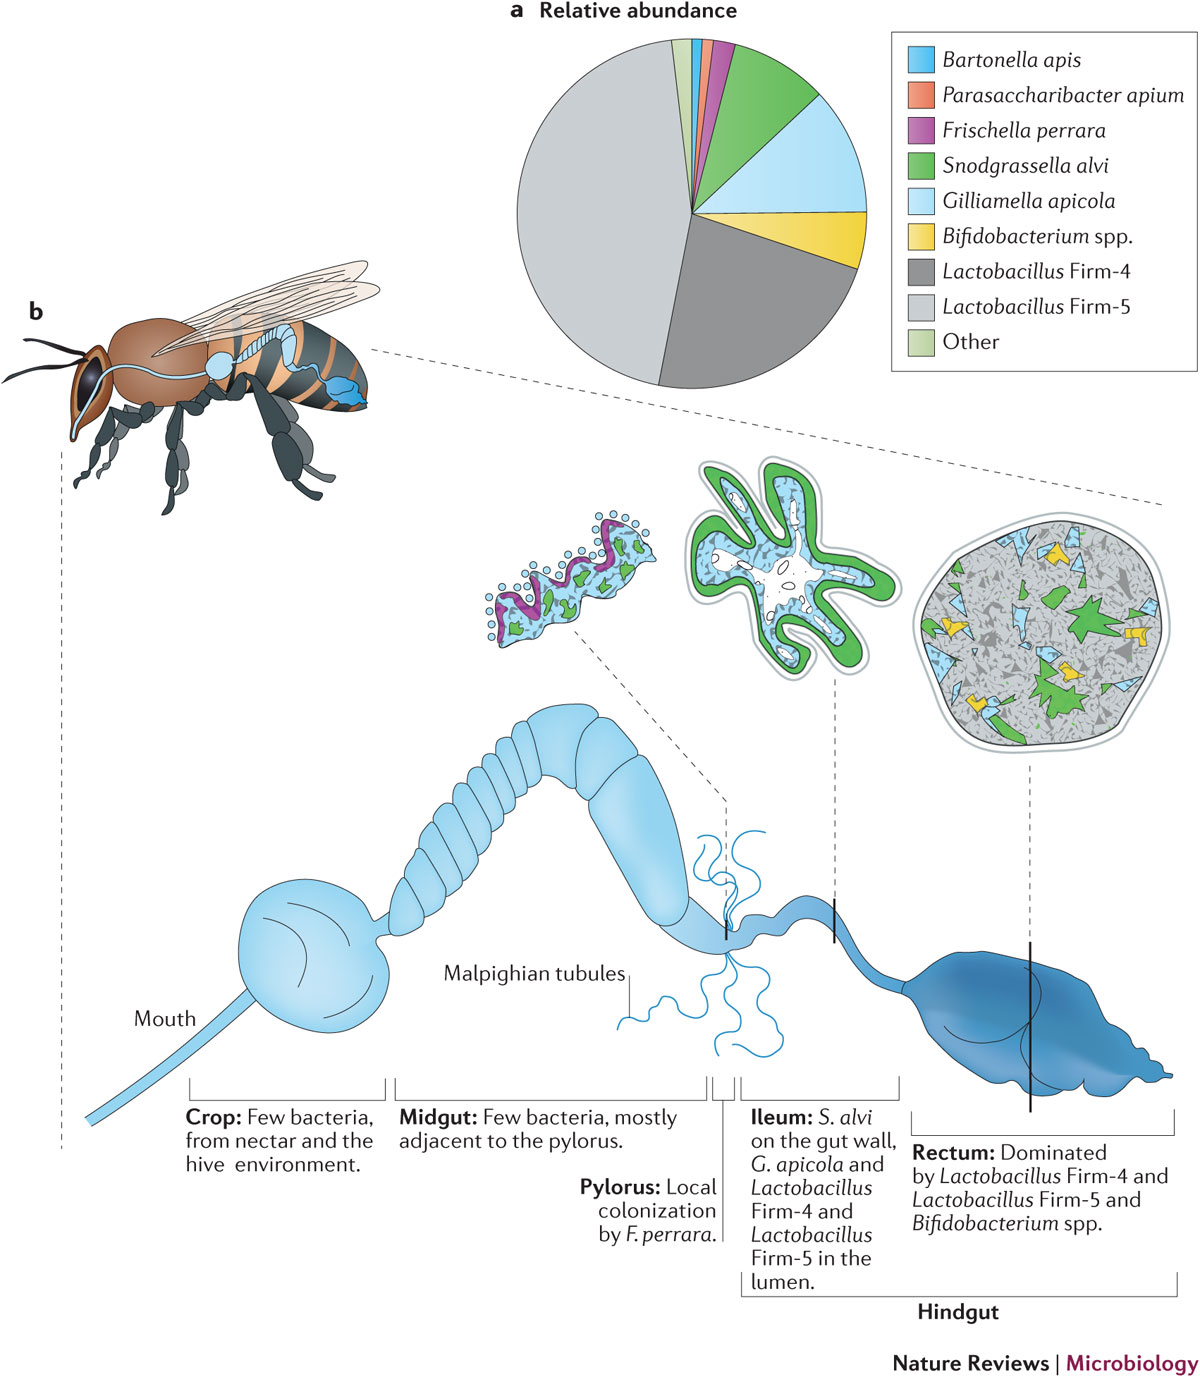 a Relative abundance
Bartonella apis
Parasaccharibacter apium
Frischella perrara
Snodgrassella alvi
Gilliamella apicola
Bifidobacterium spp.
Lactobacillus Firm-4
Lactobacillus Firm-5
Other
b
Malpighian tubules
Mouth
Crop: Few bacteria,
from nectar and the
hive environment.
Midgut: Few bacteria, mostly
adjacent to the pylorus.
Pylorus: Local
colonization
by F. perrara.
Ileum: S. alvi
on the gut wall,
G. apicola and
Lactobacillus
Firm-4 and
Lactobacillus
Firm-5 in the
lumen.
Rectum: Dominated
by Lactobacillus Firm-4 and
Lactobacillus Firm-5 and
Bifidobacterium spp.
Hindgut
Nature Reviews | Microbiology